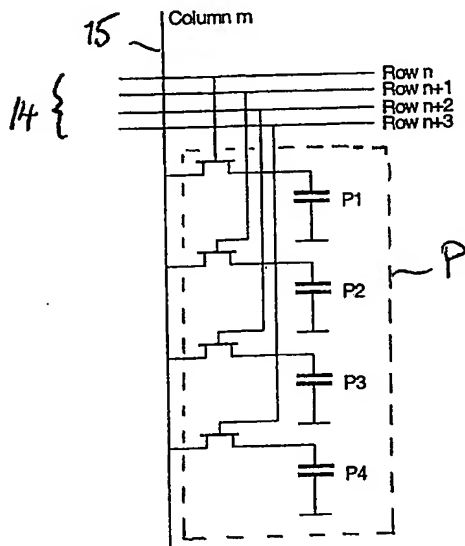 15
Column m
Row n
Row n+1
Row n+2
Row n+3
14
P1
P
P2
P3
P4